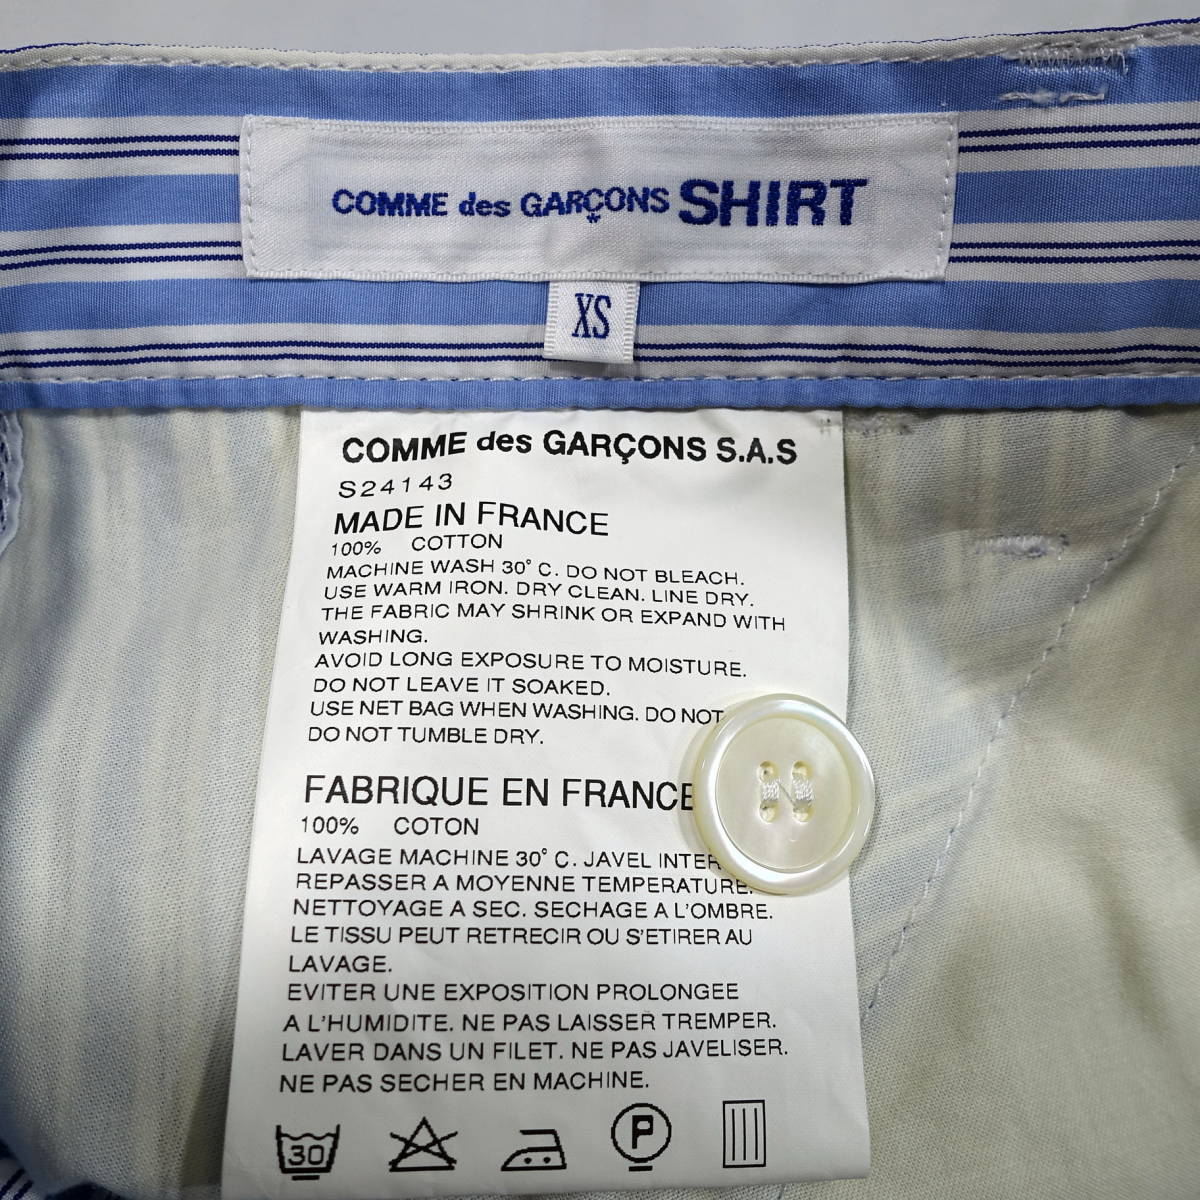 COMME des GARÇONS SHIRT
XS
COMME des GARÇONS S.A.S
S24143
MADE IN FRANCE
100% COTTON
MACHINE WASH 30° C. DO NOT BLEACH.
USE WARM IRON. DRY CLEAN. LINE DRY.
THE FABRIC MAY SHRINK OR EXPAND WITH
WASHING.
AVOID LONG EXPOSURE TO MOISTURE.
DO NOT LEAVE IT SOAKED.
USE NET BAG WHEN WASHING. DO NOT
DO NOT TUMBLE DRY.
FABRIQUE EN FRANCE
100% COTON
LAVAGE MACHINE 30° C. JAVEL
REPASSER A MOYENNE TEMPERATURE.
NETTOYAGE A SEC. SECHAGE A L'OMBRE.
LE TISSU PEUT RETRECIR OU S'ETIRER AU
LAVAGE.
EVITER UNE EXPOSITION PROLONGEE
A L'HUMIDITE. NE PAS LAISSER TREMPER.
LAVER DANS UN FILET. NE PAS JAVELISER.
NE PAS SECHER EN MACHINE.
30 P